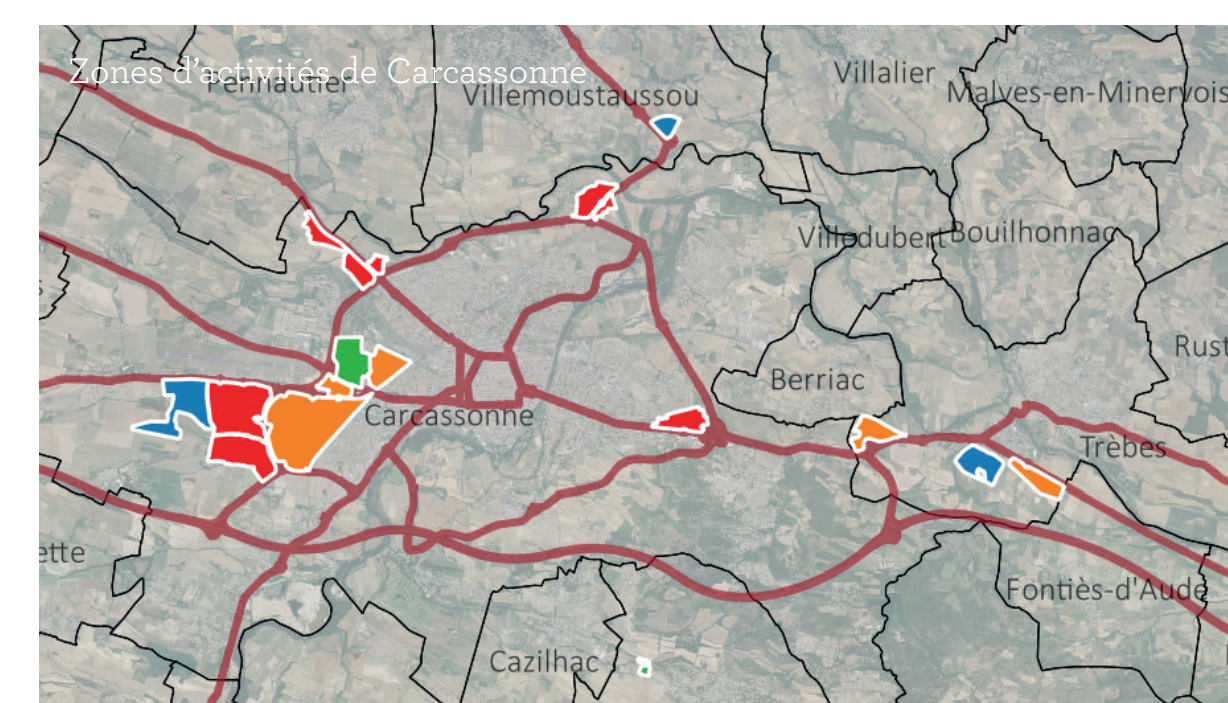 Zones d'activités de Carcassonne
Pennautier
Villemoustaussou
Villalier
Malves-en-Minervois
Villedubert
Bouilhonnac
Rust
Berriac
Carcassonne
Trèbes
ette
Fontiès-d'Aude
Cazilhac